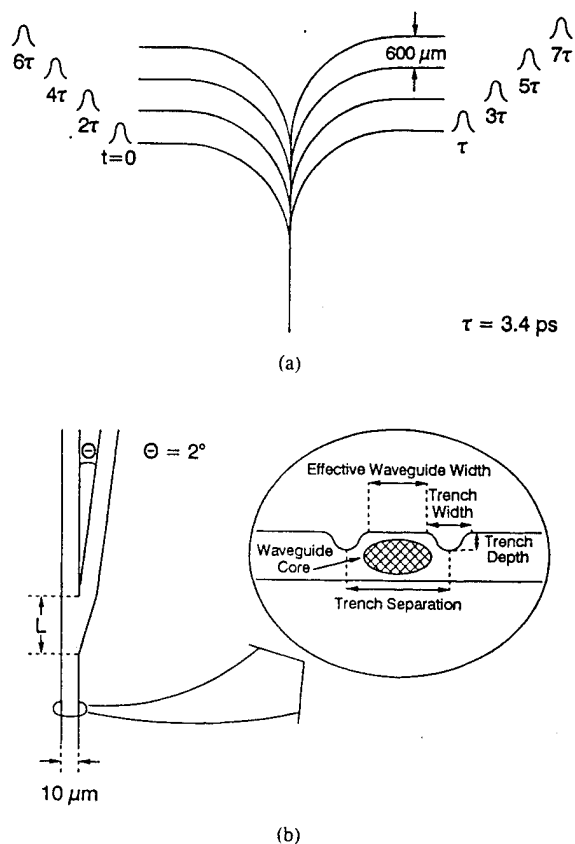 6τ
4τ
2τ
t=0
600 μm
7τ
5τ
3τ
τ
τ = 3.4 ps
(a)
Θ
Θ = 2°
L
10 μm
Effective Waveguide Width
Trench
Width
Waveguide
Core
Trench
Depth
Trench Separation
(b)